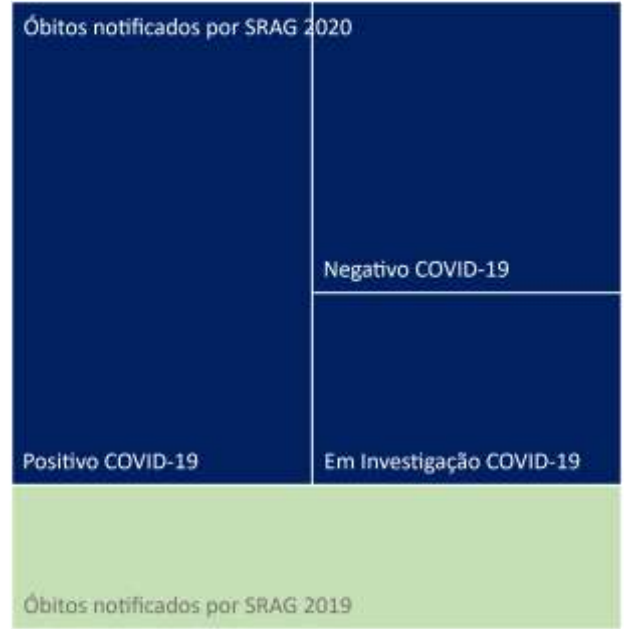 Óbitos notificados por SRAG 2020
Negativo COVID-19
Positivo COVID-19
Em Investigação COVID-19
Óbitos notificados por SRAG 2019